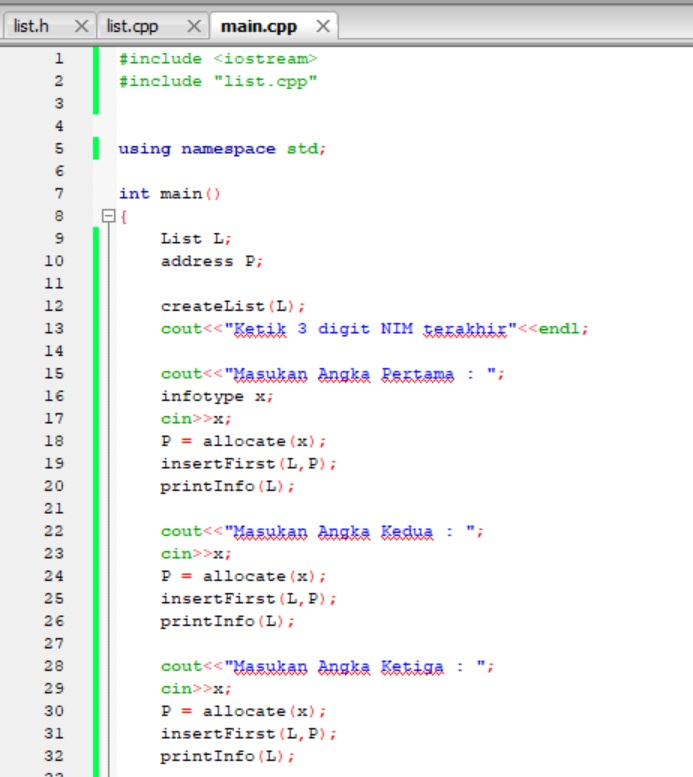 list.h list.cpp main.cpp
1 #include <iostream>
2 #include "list.cpp"
3
4
5 using namespace std;
6
7 int main()
8 {
9 List L;
10 address P;
11
12 createList(L);
13 cout<<"Ketik 3 digit NIM terakhir"<<endl;
14
15 cout<<"Masukan Angka Pertama : ";
16 infotype x;
17 cin>>x;
18 P = allocate(x);
19 insertFirst(L,P);
20 printInfo(L);
21
22 cout<<"Masukan Angka Kedua : ";
23 cin>>x;
24 P = allocate(x);
25 insertFirst(L,P);
26 printInfo(L);
27
28 cout<<"Masukan Angka Ketiga : ";
29 cin>>x;
30 P = allocate(x);
31 insertFirst(L,P);
32 printInfo(L);